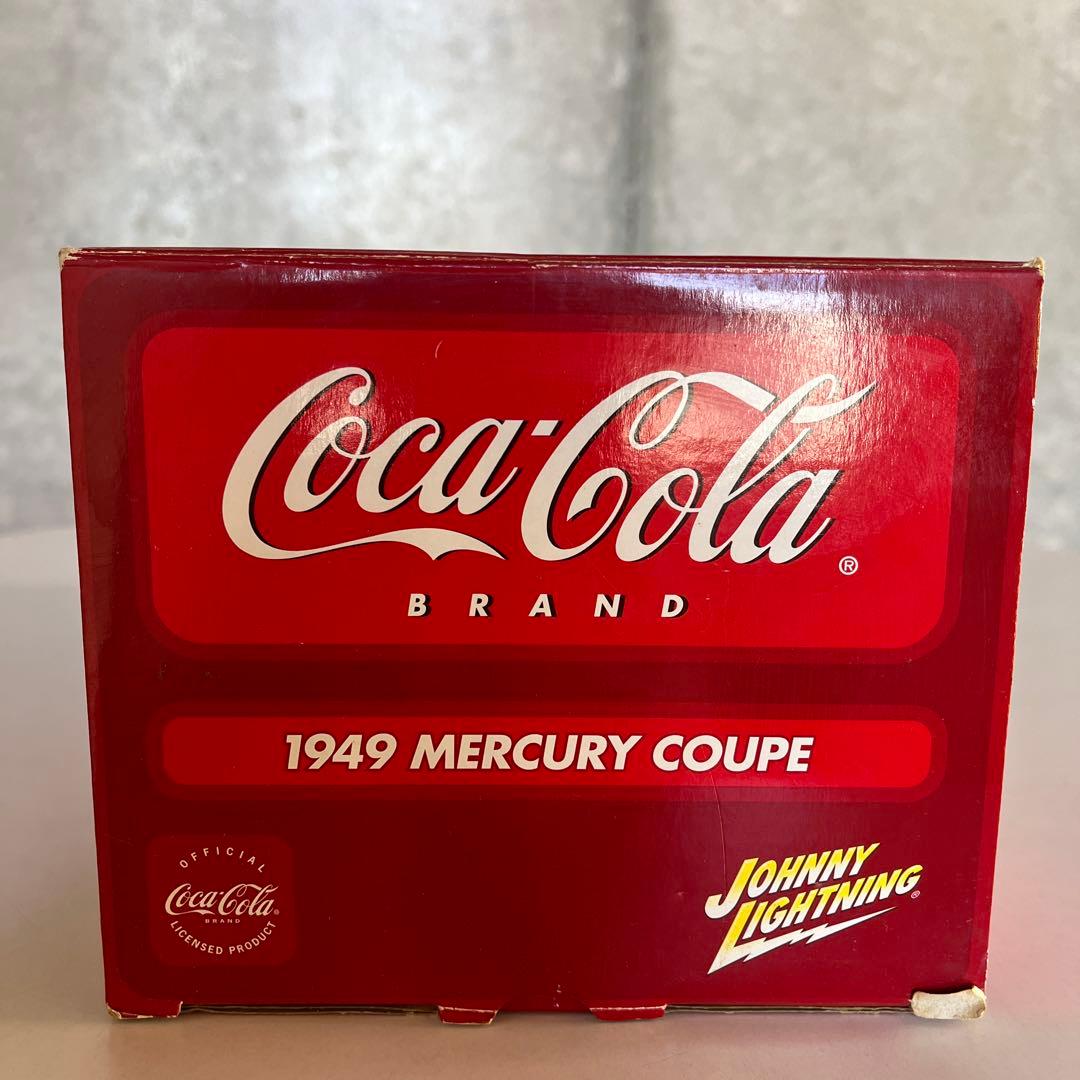 Coca-Cola®
BRAND
1949 MERCURY COUPE
OFFICIAL
Coca-Cola®
BRAND
LICENSED PRODUCT
JOHNNY
LIGHTNING®